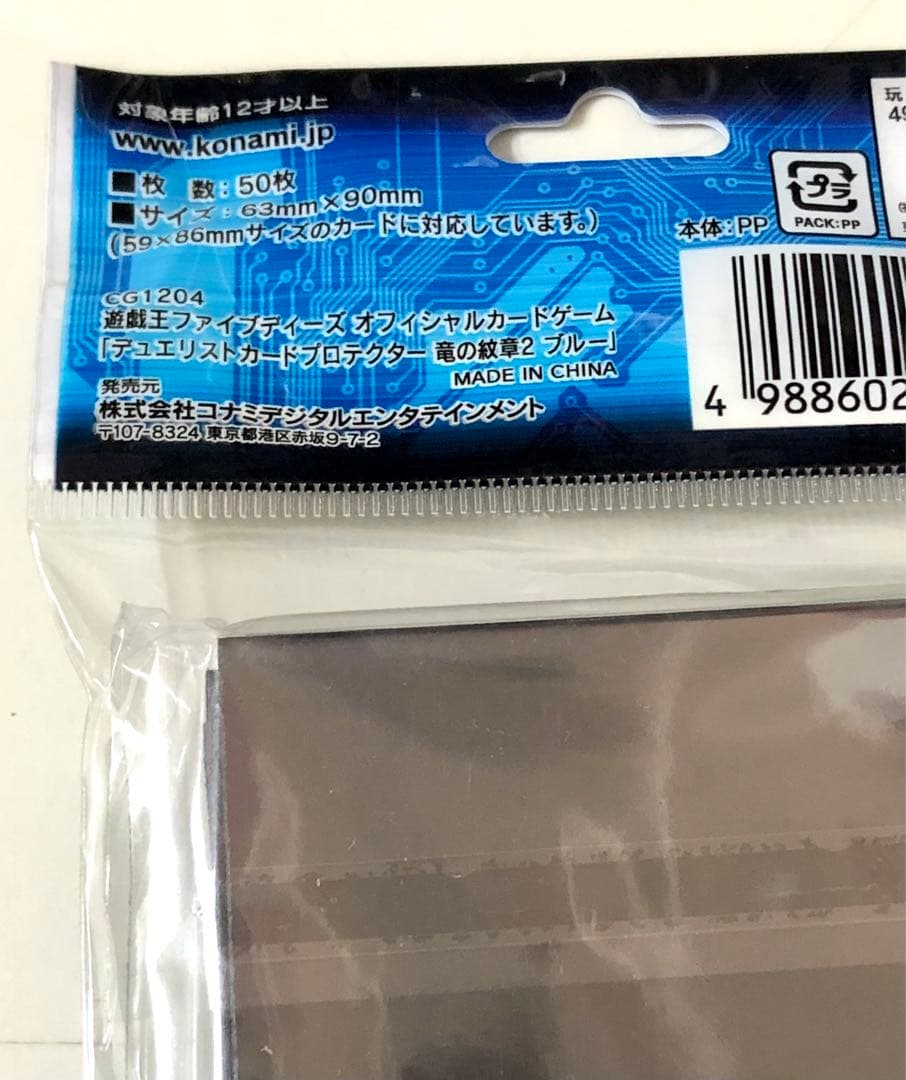 対象年齢12才以上
www.konami.jp
■枚 数：50枚
■サイズ：63mm×90mm
(59×86mmサイズのカードに対応しています。)
CG1204
遊戯王ファイブディーズ オフィシャルカードゲーム
「デュエリストカードプロテクター 竜の紋章2 ブルー」
MADE IN CHINA
発売元
株式会社コナミデジタルエンタテインメント
〒107-8324 東京都港区赤坂9-7-2
本体：PP
プラ
PACK:PP
玩
49
4 988602